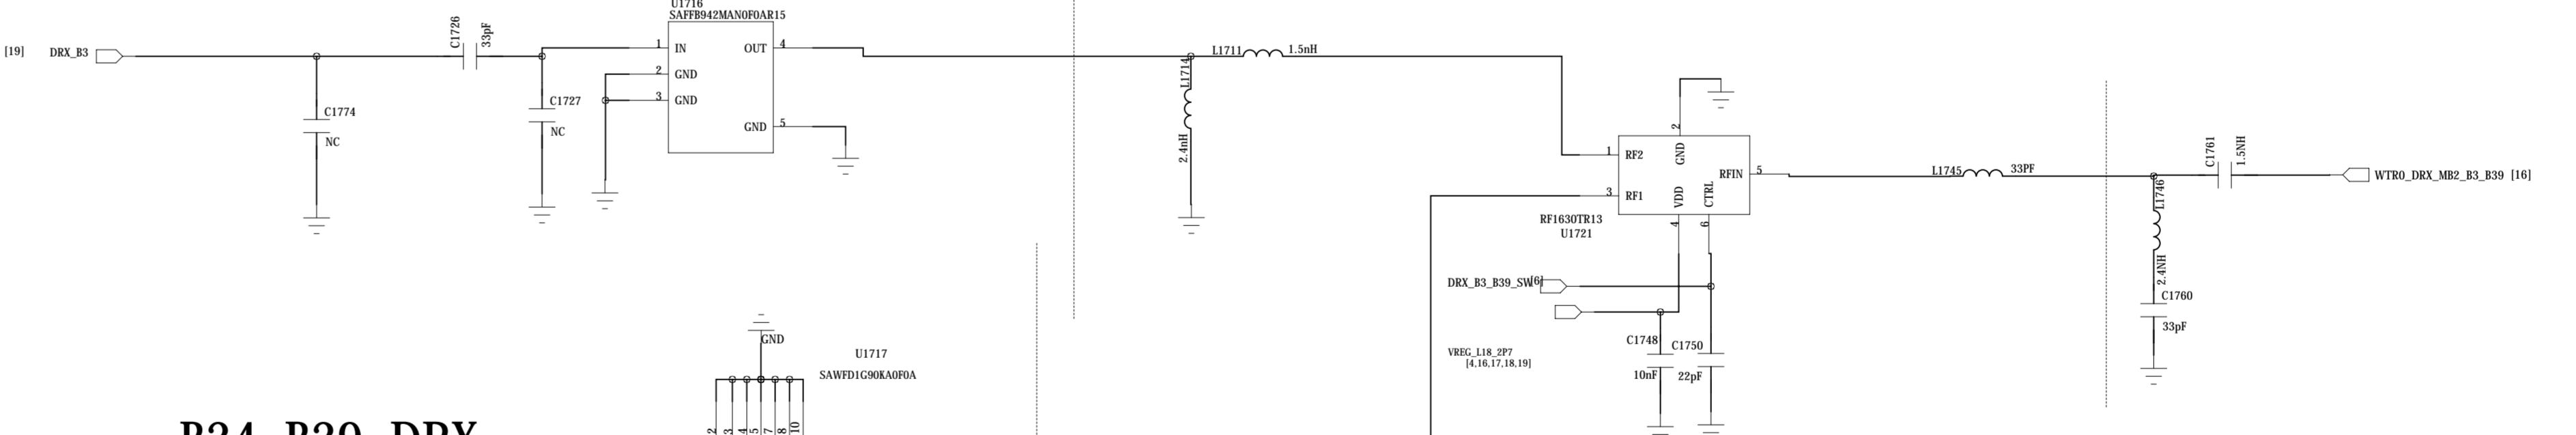 U1716
SAFFB942MAN0F0AR15
[19] DRX_B3
C1726
33pF
1 IN
OUT 4
2 GND
3 GND
GND 5
C1774
NC
C1727
NC
L1711
1.5nH
L1714
2.4nH
2
GND
1 RF2
RFIN 5
3 RF1
VDD
CTRL
4
6
RF1630TR13
U1721
L1745
33PF
C1761
1.5NH
WTR0_DRX_MB2_B3_B39 [16]
L1746
2.4NH
C1760
33pF
DRX_B3_B39_SW[6]
C1748
C1750
10nF
22pF
VREG_L18_2P7
[4,16,17,18,19]
GND
U1717
SAWFD1G90KA0F0A
2
3
4
5
7
8
10
B34_B39_DRX